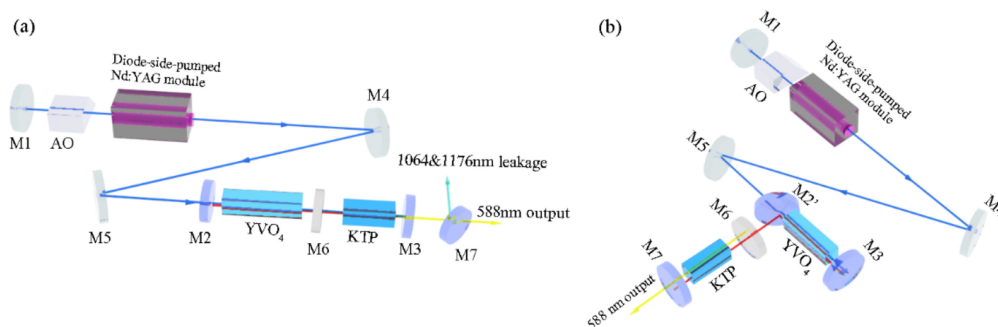 (a)
Diode-side-pumped
Nd:YAG module
M4
M1
AO
1064&1176nm leakage
588nm output
M5
M2
YVO4
M6
KTP
M3
M7
(b)
M1
AO
Diode-side-pumped
Nd:YAG module
M5
M2'
M6
M7
KTP
YVO4
M3
588 nm output